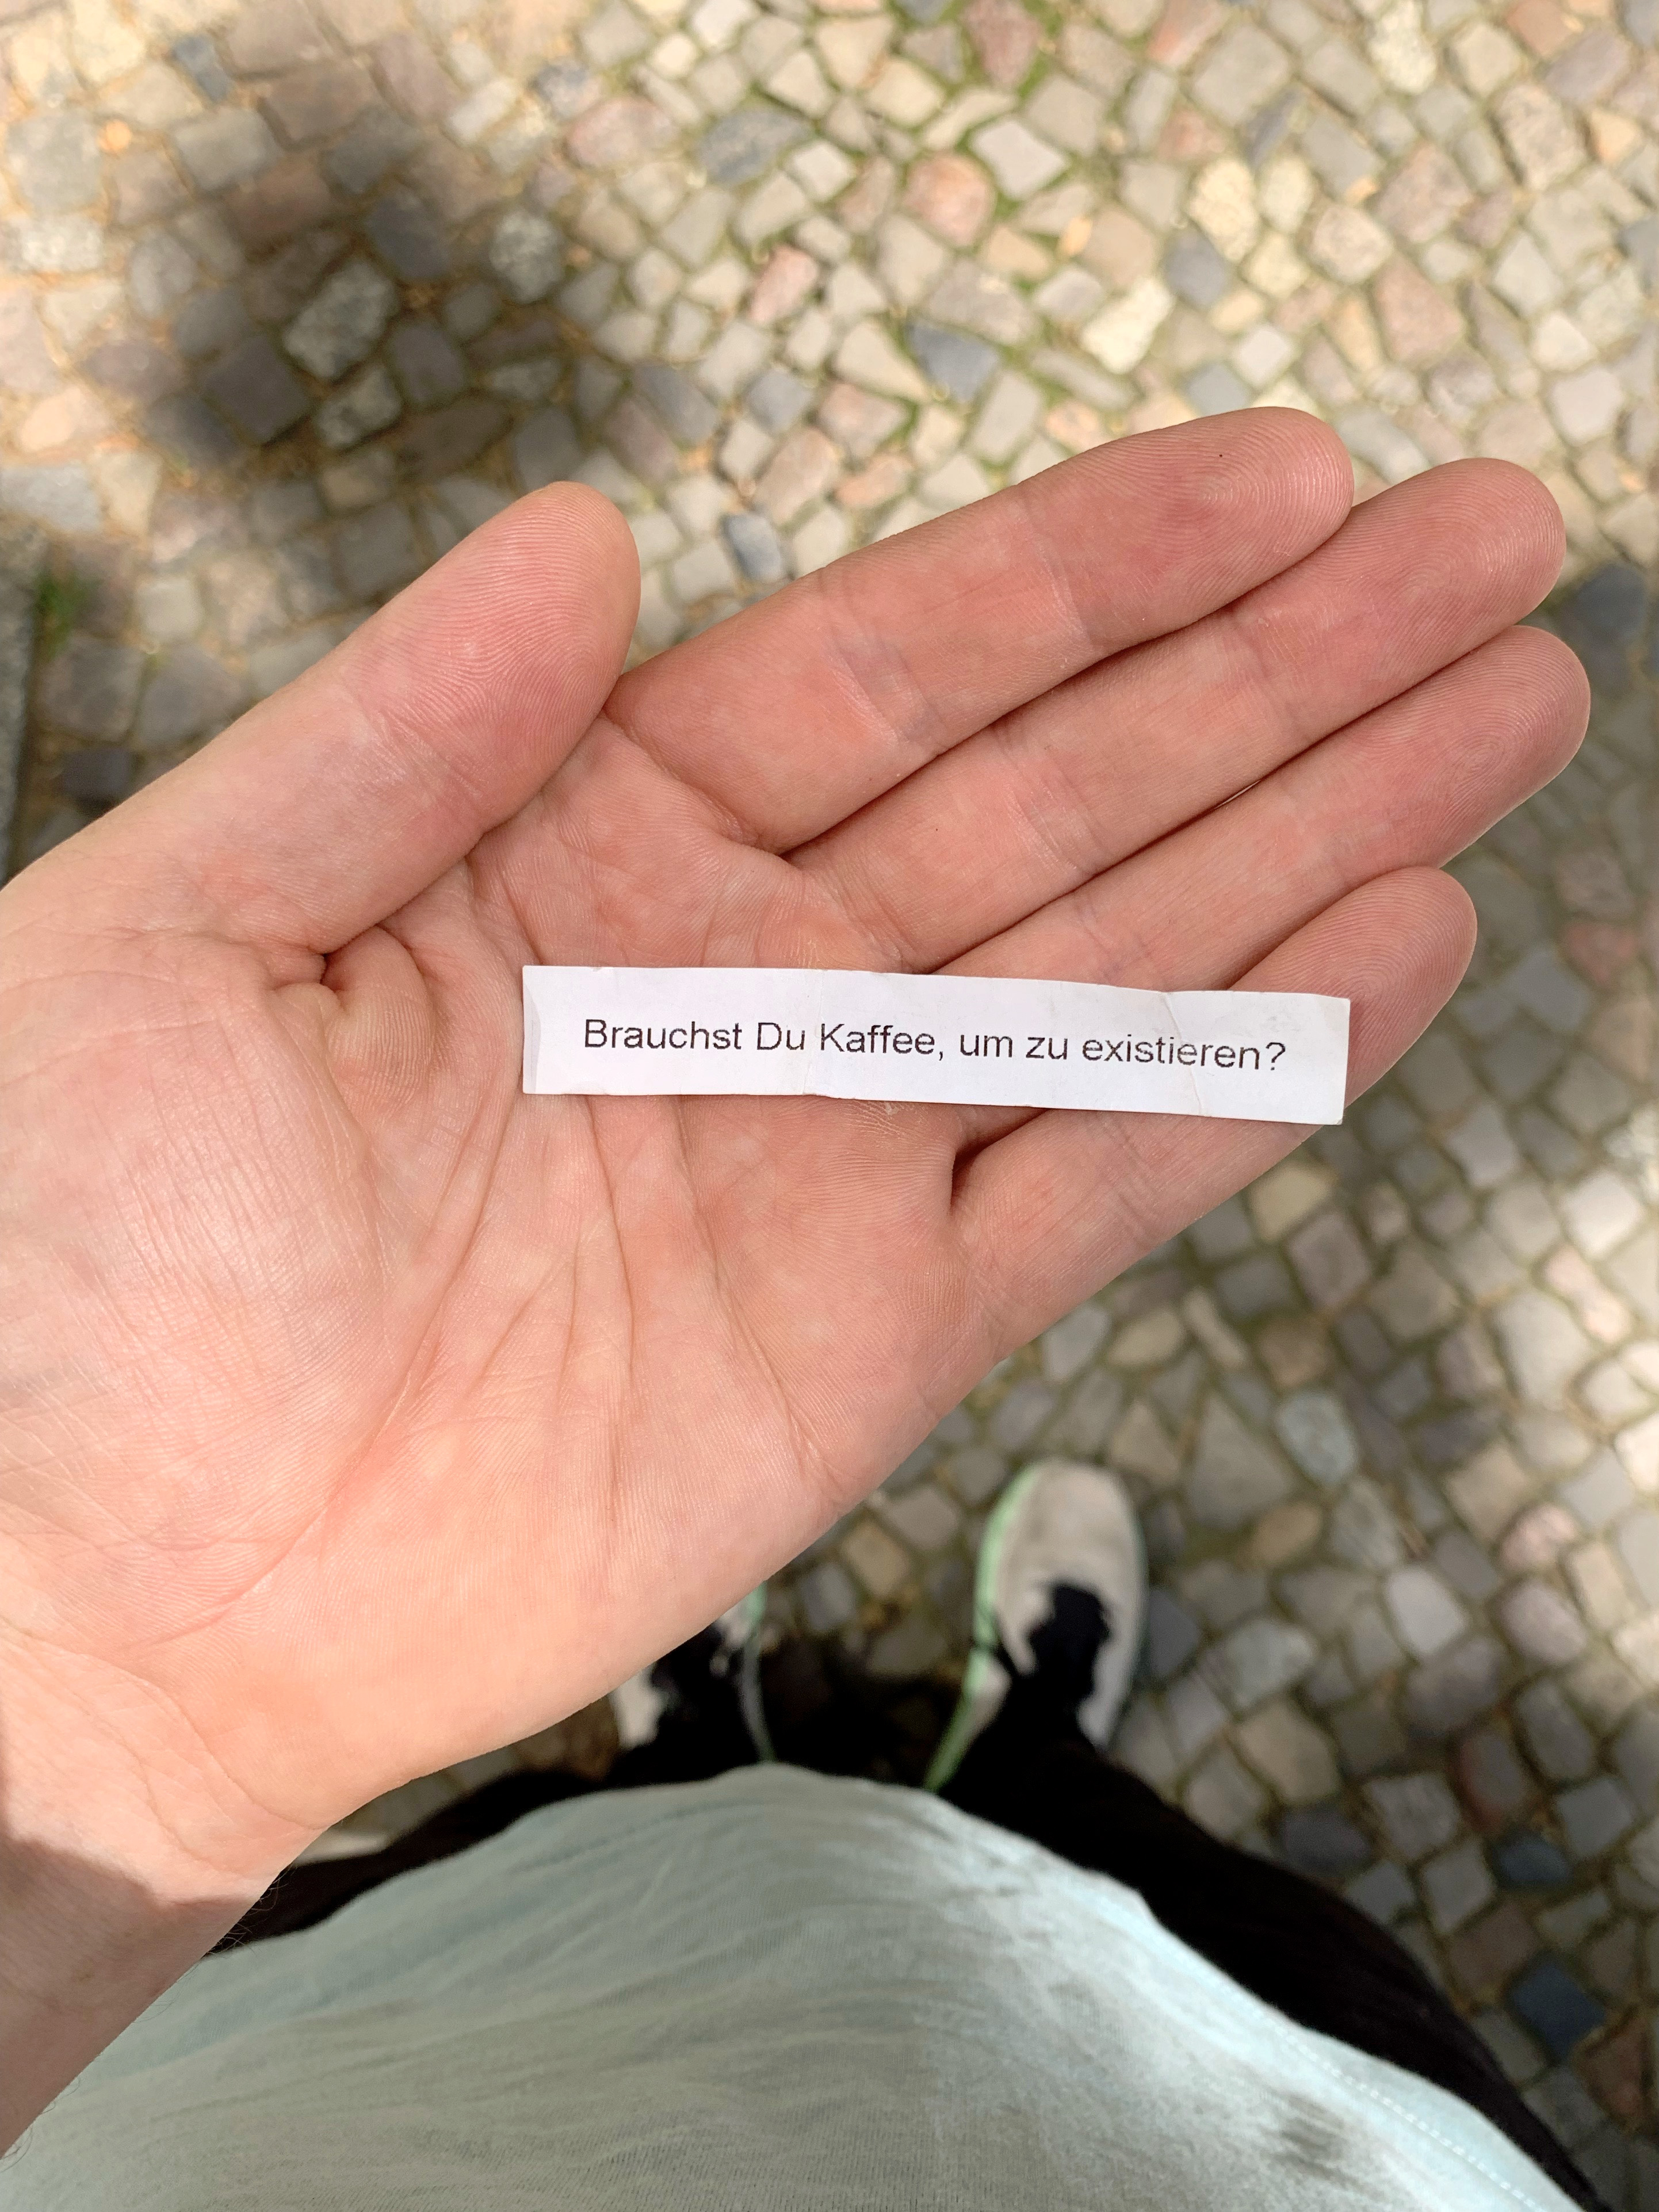 Brauchst Du Kaffee, um zu existieren?